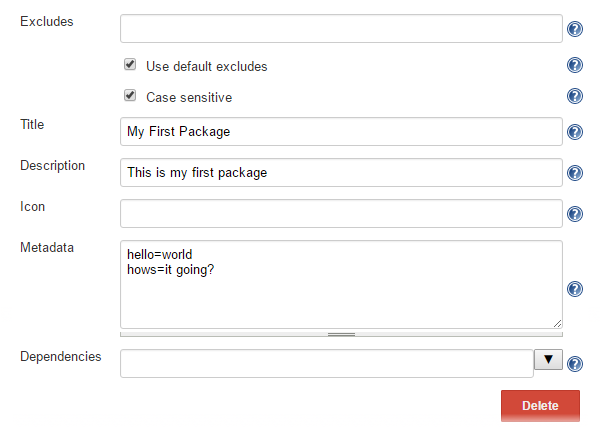 Excludes
Use default excludes
Case sensitive
Title
My First Package
Description
This is my first package
Icon
Metadata
hello=world
hows=it going?
Dependencies
Delete